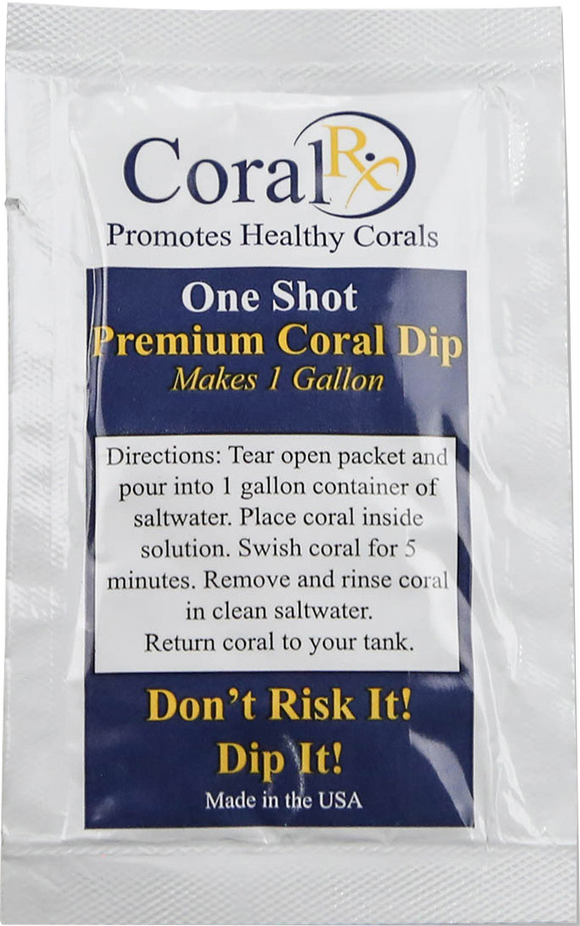 Coral Rx
Promotes Healthy Corals
One Shot
Premium Coral Dip
Makes 1 Gallon
Directions: Tear open packet and
pour into 1 gallon container of
saltwater. Place coral inside
solution. Swish coral for 5
minutes. Remove and rinse coral
in clean saltwater.
Return coral to your tank.
Don't Risk It!
Dip It!
Made in the USA